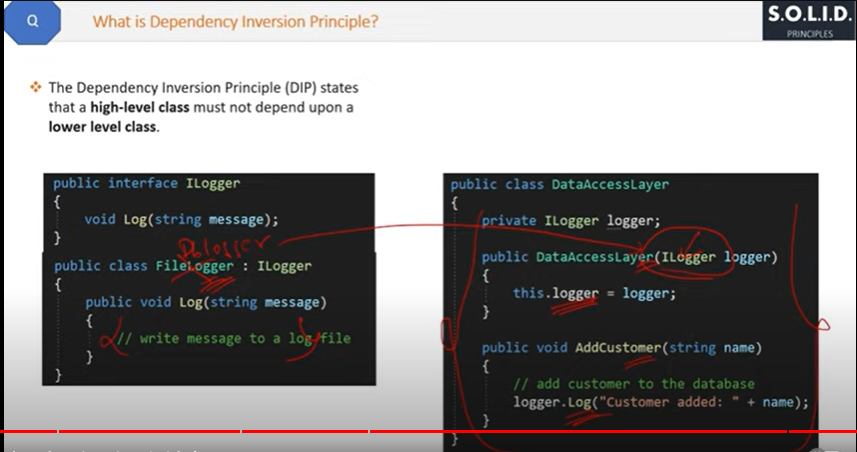 Q
What is Dependency Inversion Principle?
S.O.L.I.D.
PRINCIPLES
❖ The Dependency Inversion Principle (DIP) states
that a high-level class must not depend upon a
lower level class.
public interface ILogger
{
void Log(string message);
}
public class FileLogger : ILogger
{
public void Log(string message)
{
// write message to a log file
}
}
public class DataAccessLayer
{
private ILogger logger;
public DataAccessLayer(ILogger logger)
{
this.logger = logger;
}
public void AddCustomer(string name)
{
// add customer to the database
logger.Log("Customer added: " + name);
}
}